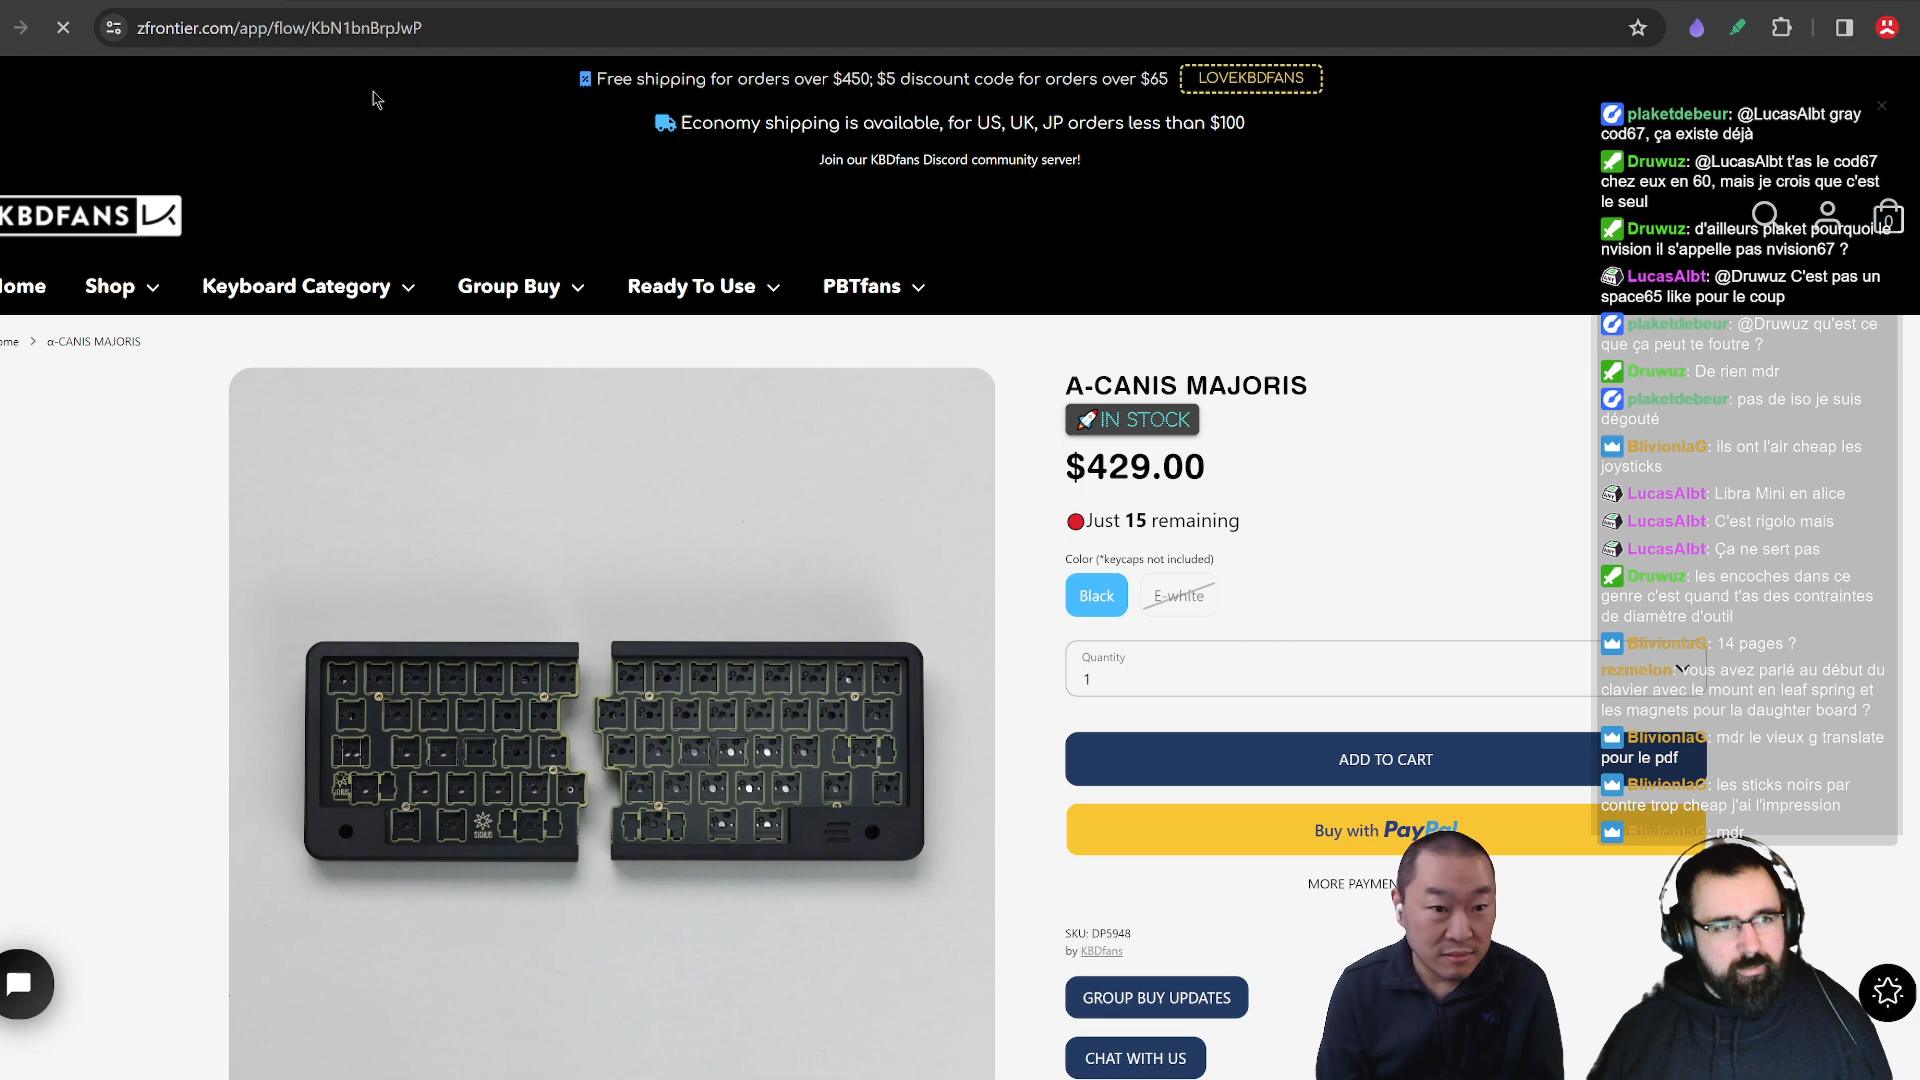 zfrontier.com/app/flow/KbN1bnBrpJwP
Free shipping for orders over $450; $5 discount code for orders over $65
LOVEKBDFANS
Economy shipping is available, for US, UK, JP orders less than $100
Join our KBDfans Discord community server!
KBDFANS
0
ome
Shop
Keyboard Category
Group Buy
Ready To Use
PBTfans
ome > α-CANIS MAJORIS
SIRIUS
Α-CANIS MAJORIS
IN STOCK
$429.00
Just 15 remaining
Color (*keycaps not included)
Black
E-white
Quantity
1
ADD TO CART
Buy with PayPal
MORE PAYMEN
SKU: DP5948
by KBDfans
GROUP BUY UPDATES
CHAT WITH US
plaketdebeur: @LucasAlbt gray
cod67, ça existe déjà
Druwuz: @LucasAlbt t'as le cod67
chez eux en 60, mais je crois que c'est
le seul
Druwuz: d'ailleurs plaket pourquoi le
nvision il s'appelle pas nvision67 ?
LucasAlbt: @Druwuz C'est pas un
space65 like pour le coup
plaketdebeur: @Druwuz qu'est ce
que ça peut te foutre ?
Druwuz: De rien mdr
plaketdebeur: pas de iso je suis
dégouté
BlivionIaG: ils ont l'air cheap les
joysticks
LucasAlbt: Libra Mini en alice
LucasAlbt: C'est rigolo mais
LucasAlbt: Ça ne sert pas
Druwuz: les encoches dans ce
genre c'est quand t'as des contraintes
de diamètre d'outil
BlivionIaG: 14 pages ?
rezmelon: vous avez parlé au début du
clavier avec le mount en leaf spring et
les magnets pour la daughter board ?
BlivionIaG: mdr le vieux g translate
pour le pdf
BlivionIaG: les sticks noirs par
contre trop cheap j'ai l'impression
BlivionIaG: mdr